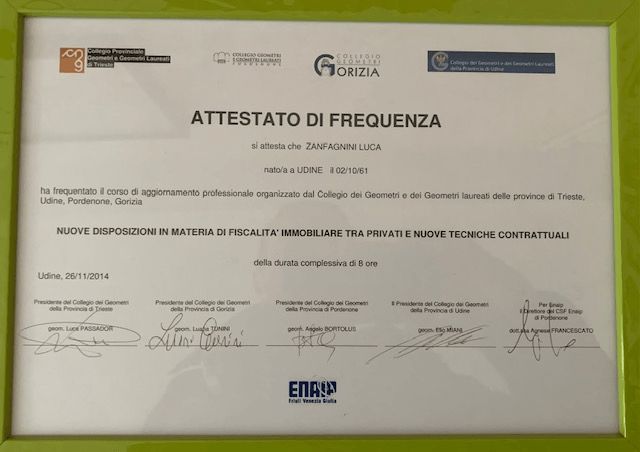 Collegio Provinciale
Geometri e Geometri Laureati
di Trieste
COLLEGIO GEOMETRI
E GEOMETRI LAUREATI
PORDENONE
COLLEGIO
GEOMETRI
GORIZIA
Collegio dei Geometri e dei Geometri Laureati
della Provincia di Udine
ATTESTATO DI FREQUENZA
si attesta che ZANFAGNINI LUCA
nato/a a UDINE il 02/10/61
ha frequentato il corso di aggiornamento professionale organizzato dal Collegio dei Geometri e dei Geometri laureati delle province di Trieste,
Udine, Pordenone, Gorizia
NUOVE DISPOSIZIONI IN MATERIA DI FISCALITA' IMMOBILIARE TRA PRIVATI E NUOVE TECNICHE CONTRATTUALI
della durata complessiva di 8 ore
Udine, 26/11/2014
Presidente del Collegio dei Geometri
della Provincia di Trieste
geom. Luca PASSADOR
Presidente del Collegio dei Geometri
della Provincia di Gorizia
geom. Luana TUNINI
Presidente del Collegio dei Geometri
della Provincia di Pordenone
geom. Angelo BORTOLUS
Il Presidente del Collegio dei Geometri
della Provincia di Udine
geom. Elio MIANI
Per Enaip
Il Direttore del CSF Enaip
di Pordenone
dott.ssa Agnese FRANCESCATO
ENAIP
Friuli Venezia Giulia